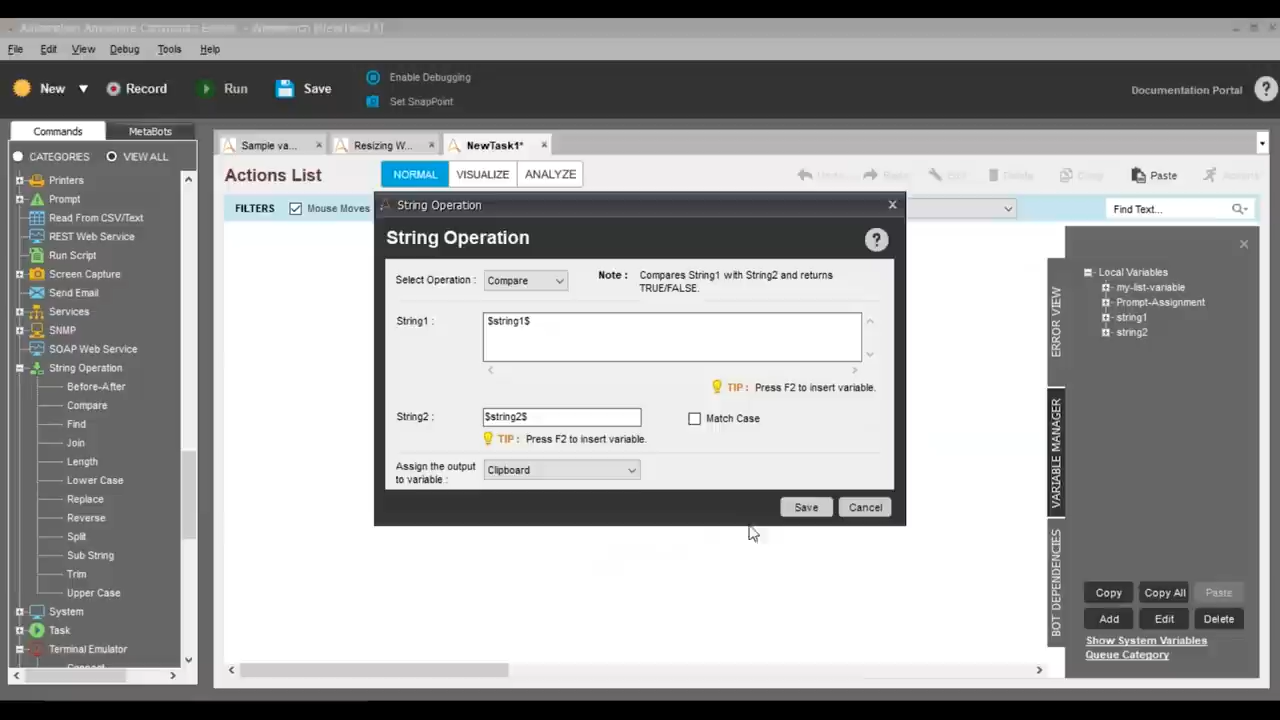 File Edit View Debug Tools Help
New Record Run Save
Enable Debugging
Set SnapPoint
Documentation Portal ?
Commands MetaBots
CATEGORIES VIEW ALL
Printers
Prompt
Read From CSV/Text
REST Web Service
Run Script
Screen Capture
Send Email
Services
SNMP
SOAP Web Service
String Operation
Before-After
Compare
Find
Join
Length
Lower Case
Replace
Reverse
Split
Sub String
Trim
Upper Case
System
Task
Terminal Emulator
Connect
Sample va...
Resizing W...
NewTask1*
Actions List
NORMAL VISUALIZE ANALYZE
Undo Redo Edit Delete Copy Paste Actions
FILTERS Mouse Moves
Find Text...
String Operation
String Operation ?
Select Operation : Compare
Note : Compares String1 with String2 and returns
TRUE/FALSE.
String1 : $string1$
TIP : Press F2 to insert variable.
String2 : $string2$
Match Case
TIP : Press F2 to insert variable.
Assign the output
to variable : Clipboard
Save Cancel
ERROR VIEW
VARIABLE MANAGER
BOT DEPENDENCIES
Local Variables
my-list-variable
Prompt-Assignment
string1
string2
Copy Copy All Paste
Add Edit Delete
Show System Variables
Queue Category